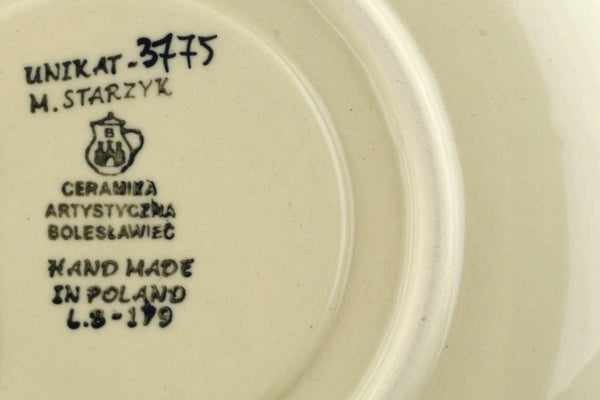 UNIKAT-3775
M. STARZYK
B
CERAMIKA
ARTYSTYCZNA
BOLESŁAWIEC
HAND MADE
IN POLAND
L.B-179